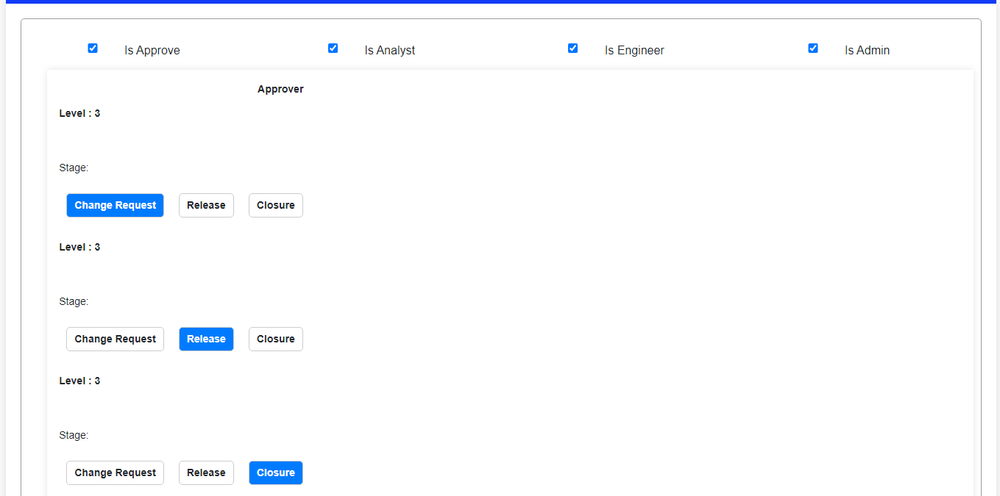 Is Approve Is Analyst Is Engineer Is Admin
Approver
Level : 3
Stage:
Change Request Release Closure
Level : 3
Stage:
Change Request Release Closure
Level : 3
Stage:
Change Request Release Closure